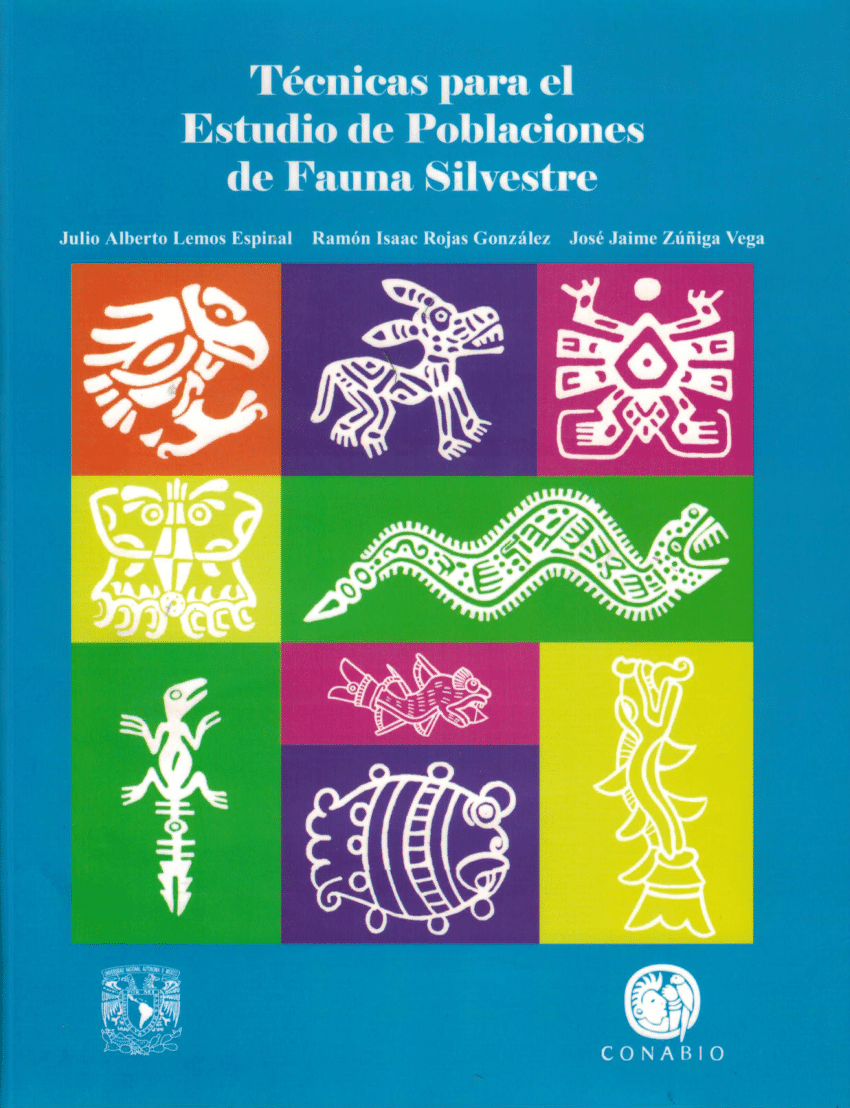 Técnicas para el
Estudio de Poblaciones
de Fauna Silvestre
Julio Alberto Lemos Espinal Ramón Isaac Rojas González José Jaime Zúñiga Vega
CONABIO